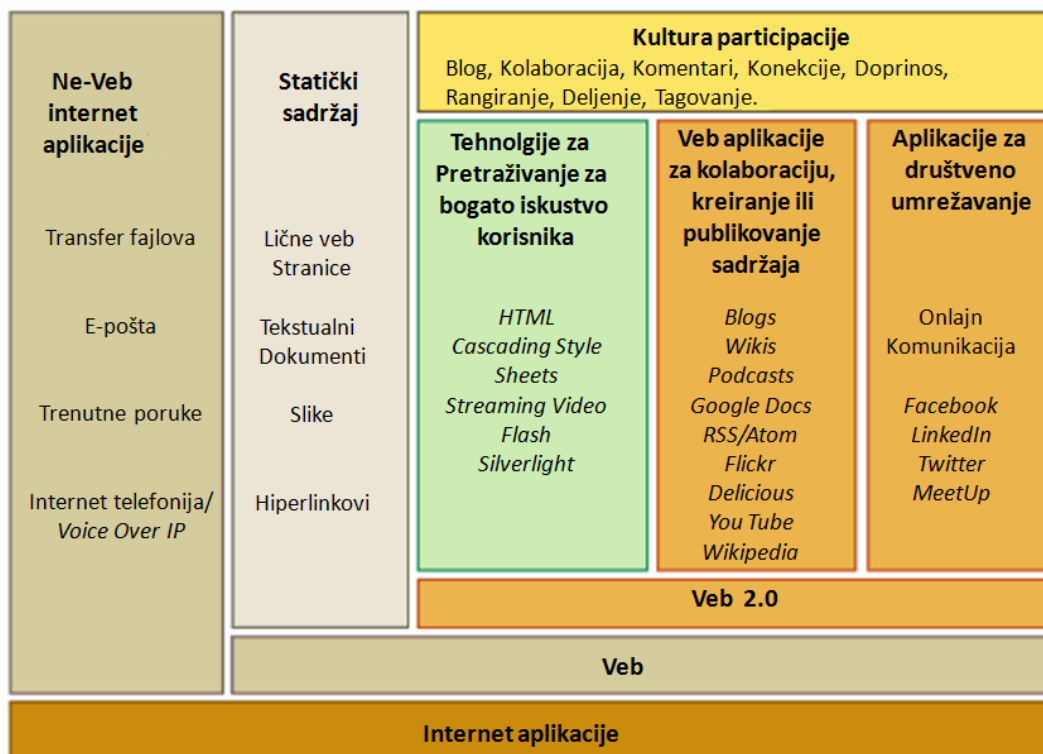 Ne-Veb
internet
aplikacije
Transfer fajlova
E-pošta
Trenutne poruke
Internet telefonija/
Voice Over IP
Statički
sadržaj
Lične veb
Stranice
Tekstualni
Dokumenti
Slike
Hiperlinkovi
Kultura participacije
Blog, Kolaboracija, Komentari, Konekcije, Doprinos,
Rangiranje, Deljenje, Tagovanje.
Tehnolgije za
Pretraživanje za
bogato iskustvo
korisnika
HTML
Cascading Style
Sheets
Streaming Video
Flash
Silverlight
Veb aplikacije
za kolaboraciju,
kreiranje ili
publikovanje
sadržaja
Blogs
Wikis
Podcasts
Google Docs
RSS/Atom
Flickr
Delicious
You Tube
Wikipedia
Aplikacije za
društveno
umrežavanje
Onlajn
Komunikacija
Facebook
LinkedIn
Twitter
MeetUp
Veb 2.0
Veb
Internet aplikacije